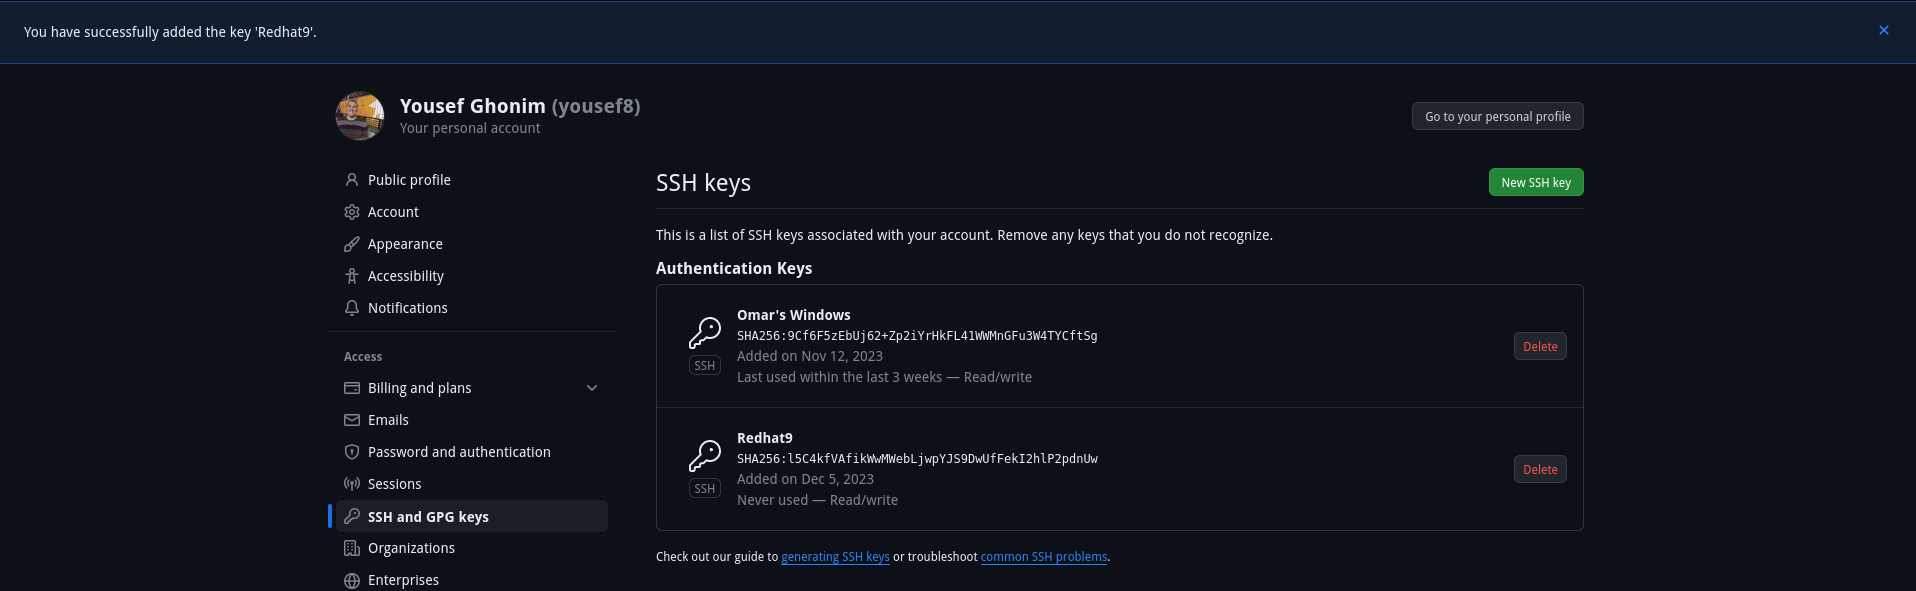 You have successfully added the key 'Redhat9'.
Yousef Ghonim (yousef8)
Your personal account
Go to your personal profile
Public profile
Account
Appearance
Accessibility
Notifications
Access
Billing and plans
Emails
Password and authentication
Sessions
SSH and GPG keys
Organizations
Enterprises
SSH keys
New SSH key
This is a list of SSH keys associated with your account. Remove any keys that you do not recognize.
Authentication Keys
Omar's Windows
SHA256:9Cf6F5zEbUj62+Zp2iYrHkFL41WWMnGFu3W4TYCftSg
Added on Nov 12, 2023
Last used within the last 3 weeks — Read/write
SSH
Delete
Redhat9
SHA256:l5C4kfVAfikWwMWebLjwpYJS9DwUfFekI2hlP2pdnUw
Added on Dec 5, 2023
Never used — Read/write
SSH
Delete
Check out our guide to generating SSH keys or troubleshoot common SSH problems.